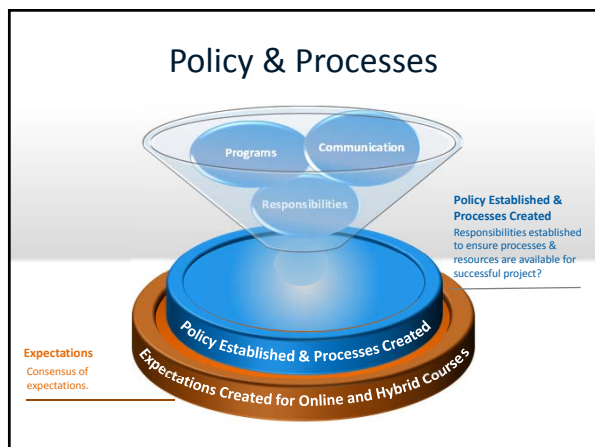 Policy & Processes
Programs
Communication
Responsibilities
Policy Established &
Processes Created
Responsibilities established
to ensure processes &
resources are available for
successful project?
Policy Established & Processes Created
Expectations Created for Online and Hybrid Courses
Expectations
Consensus of
expectations.